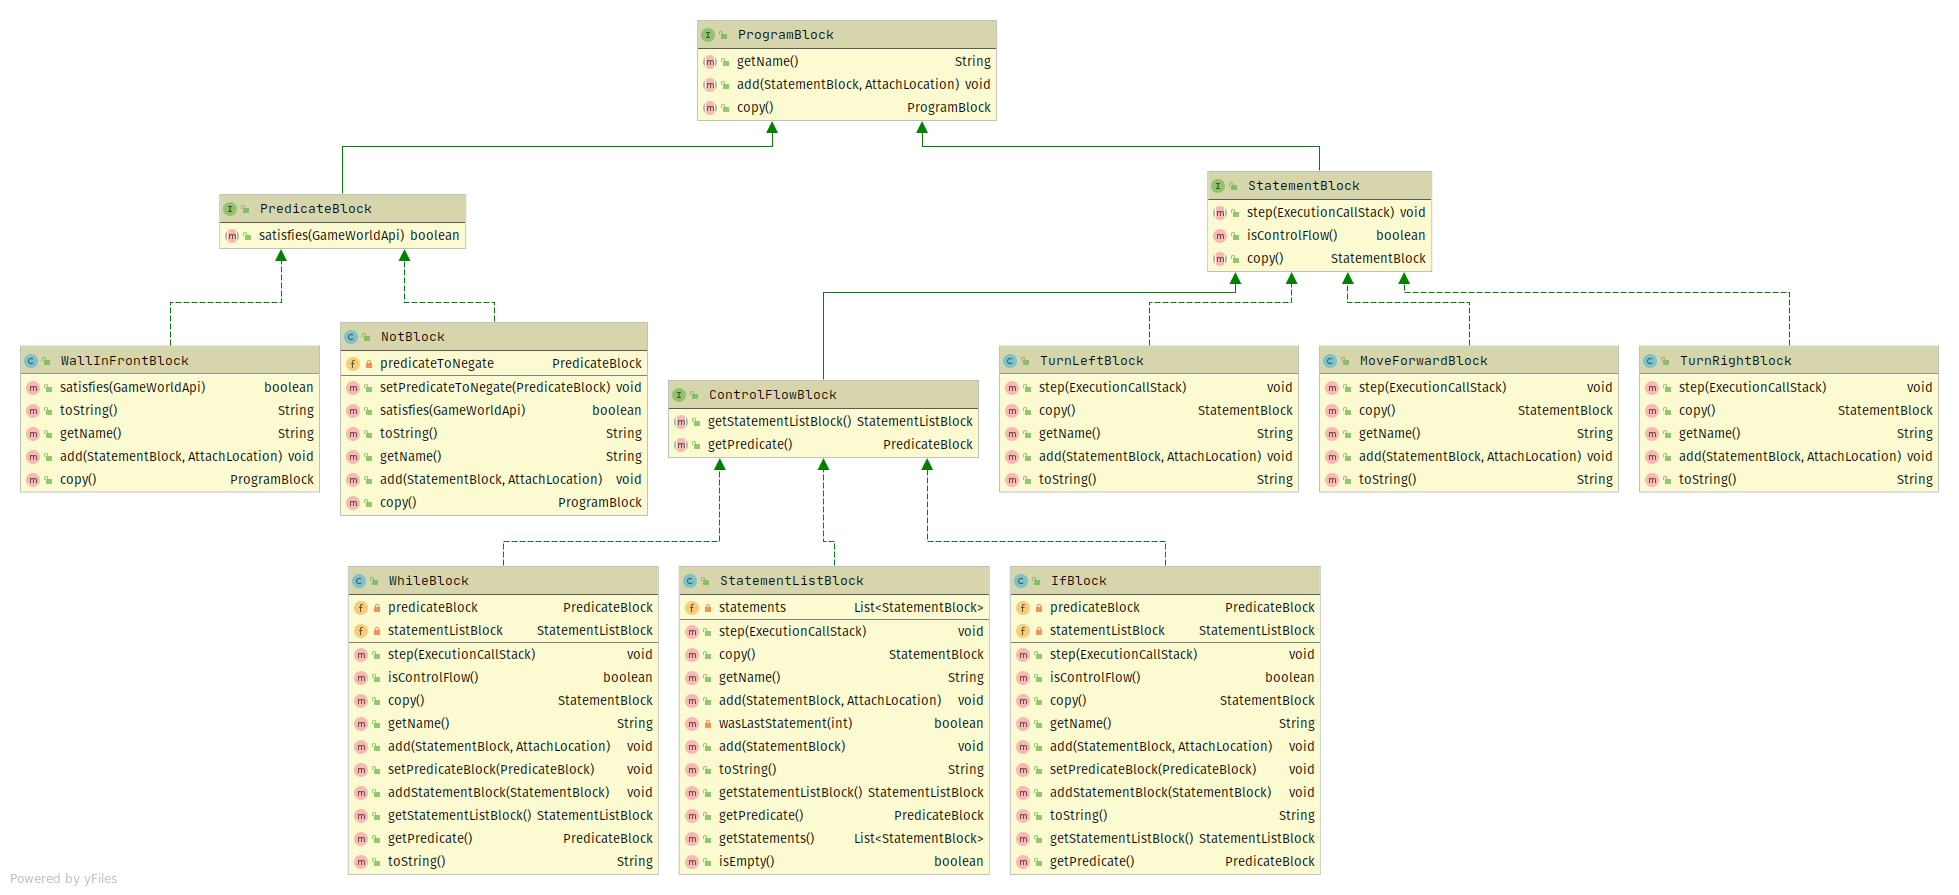 ProgramBlock
getName() String
add(StatementBlock, AttachLocation) void
copy() ProgramBlock
PredicateBlock
satisfies(GameWorldApi) boolean
StatementBlock
step(ExecutionCallStack) void
isControlFlow() boolean
copy() StatementBlock
WallInFrontBlock
satisfies(GameWorldApi) boolean
toString() String
getName() String
add(StatementBlock, AttachLocation) void
copy() ProgramBlock
NotBlock
predicateToNegate PredicateBlock
setPredicateToNegate(PredicateBlock) void
satisfies(GameWorldApi) boolean
toString() String
getName() String
add(StatementBlock, AttachLocation) void
copy() ProgramBlock
ControlFlowBlock
getStatementListBlock() StatementListBlock
getPredicate() PredicateBlock
TurnLeftBlock
step(ExecutionCallStack) void
copy() StatementBlock
getName() String
add(StatementBlock, AttachLocation) void
toString() String
MoveForwardBlock
step(ExecutionCallStack) void
copy() StatementBlock
getName() String
add(StatementBlock, AttachLocation) void
toString() String
TurnRightBlock
step(ExecutionCallStack) void
copy() StatementBlock
getName() String
add(StatementBlock, AttachLocation) void
toString() String
WhileBlock
predicateBlock PredicateBlock
statementListBlock StatementListBlock
step(ExecutionCallStack) void
isControlFlow() boolean
copy() StatementBlock
getName() String
add(StatementBlock, AttachLocation) void
setPredicateBlock(PredicateBlock) void
addStatementBlock(StatementBlock) void
getStatementListBlock() StatementListBlock
getPredicate() PredicateBlock
toString() String
StatementListBlock
statements List<StatementBlock>
step(ExecutionCallStack) void
copy() StatementBlock
getName() String
add(StatementBlock, AttachLocation) void
wasLastStatement(int) boolean
add(StatementBlock) void
toString() String
getStatementListBlock() StatementListBlock
getPredicate() PredicateBlock
getStatements() List<StatementBlock>
isEmpty() boolean
IfBlock
predicateBlock PredicateBlock
statementListBlock StatementListBlock
step(ExecutionCallStack) void
isControlFlow() boolean
copy() StatementBlock
getName() String
add(StatementBlock, AttachLocation) void
setPredicateBlock(PredicateBlock) void
addStatementBlock(StatementBlock) void
toString() String
getStatementListBlock() StatementListBlock
getPredicate() PredicateBlock
Powered by yFiles